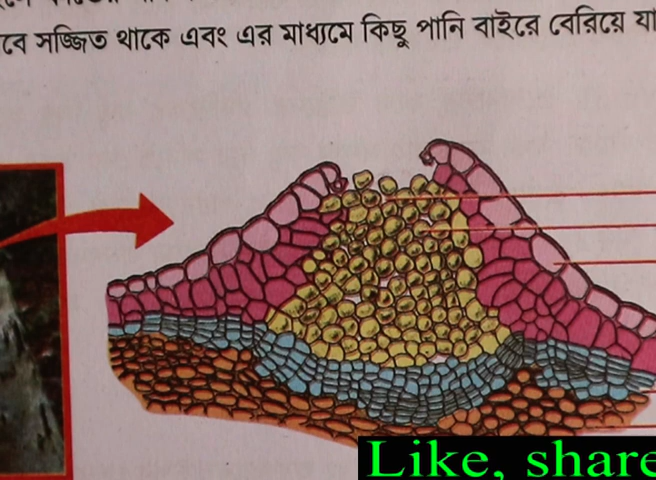 সজ্জিত থাকে এবং এর মাধ্যমে কিছু পানি বাইরে বেরিয়ে
Like, share